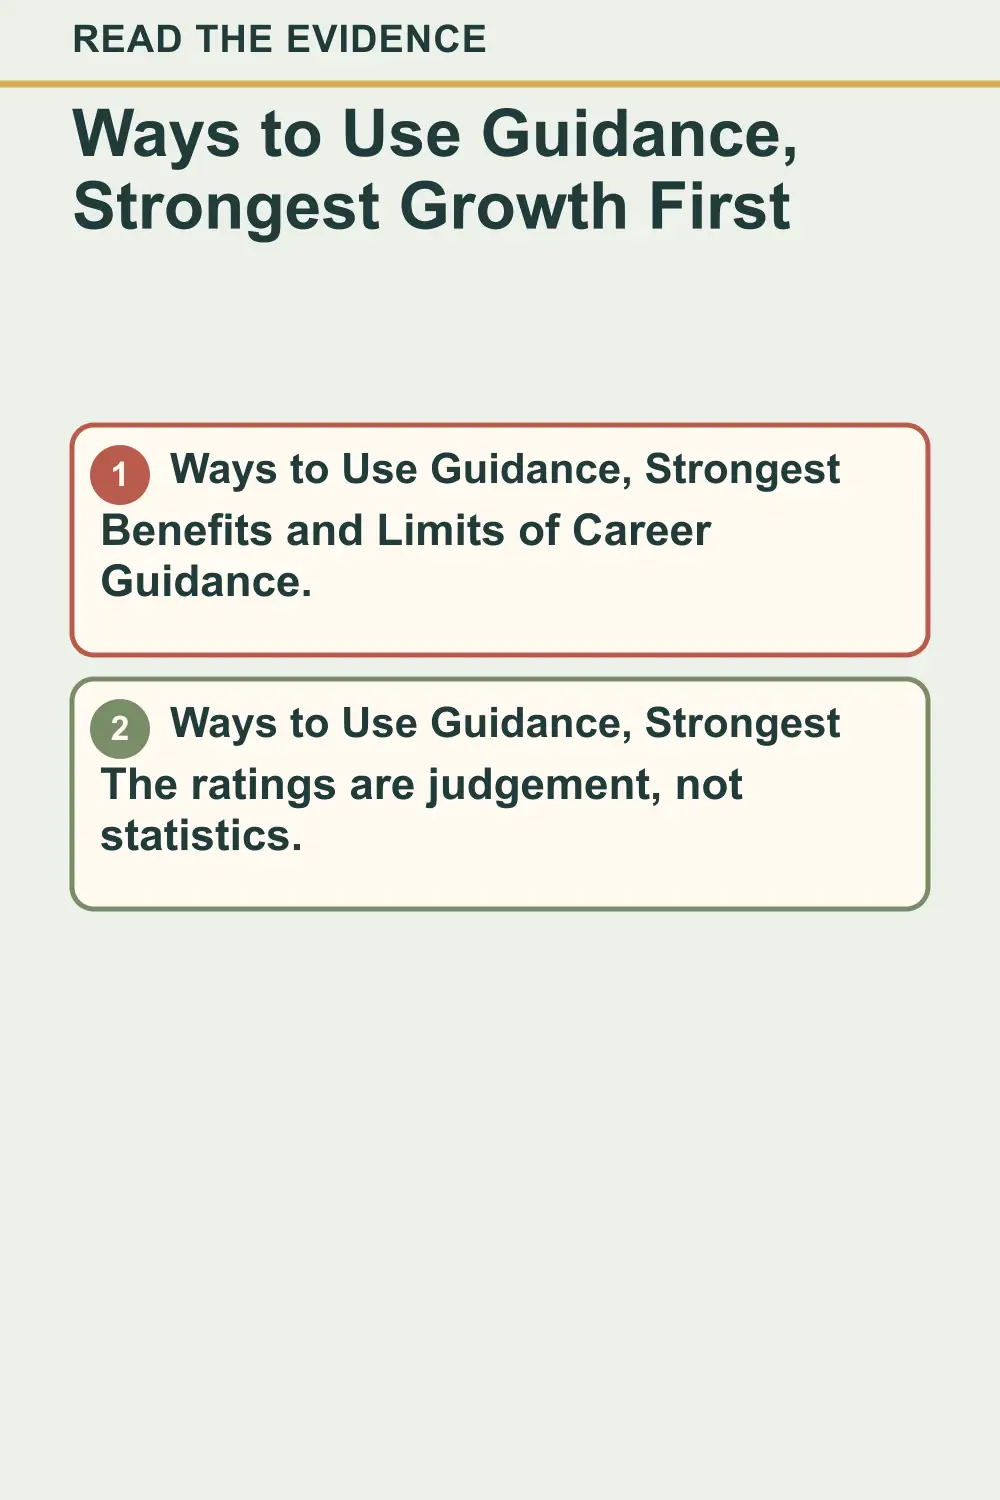 READ THE EVIDENCE
Ways to Use Guidance,
Strongest Growth First
1 Ways to Use Guidance, Strongest
Benefits and Limits of Career
Guidance.
2 Ways to Use Guidance, Strongest
The ratings are judgement, not
statistics.